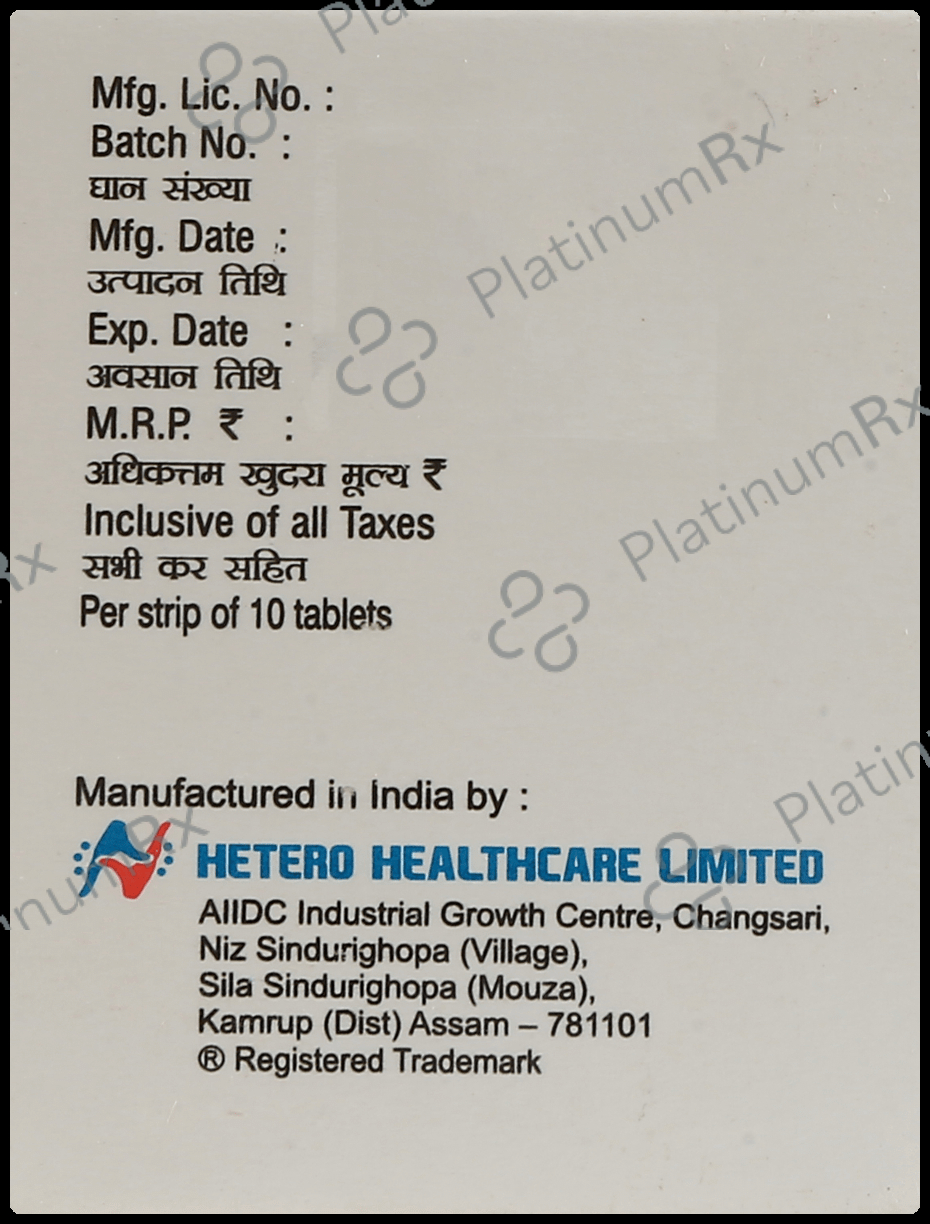 Mfg. Lic. No. :
Batch No. :
घान संख्या
Mfg. Date :
उत्पादन तिथि
Exp. Date :
अवसान तिथि
M.R.P. ₹ :
अधिकत्तम खुदरा मूल्य ₹
Inclusive of all Taxes
सभी कर सहित
Per strip of 10 tablets
Manufactured in India by :
HETERO HEALTHCARE LIMITED
AIIDC Industrial Growth Centre, Changsari,
Niz Sindurighopa (Village),
Sila Sindurighopa (Mouza),
Kamrup (Dist) Assam – 781101
® Registered Trademark
PlatinumRx
PlatinumRx